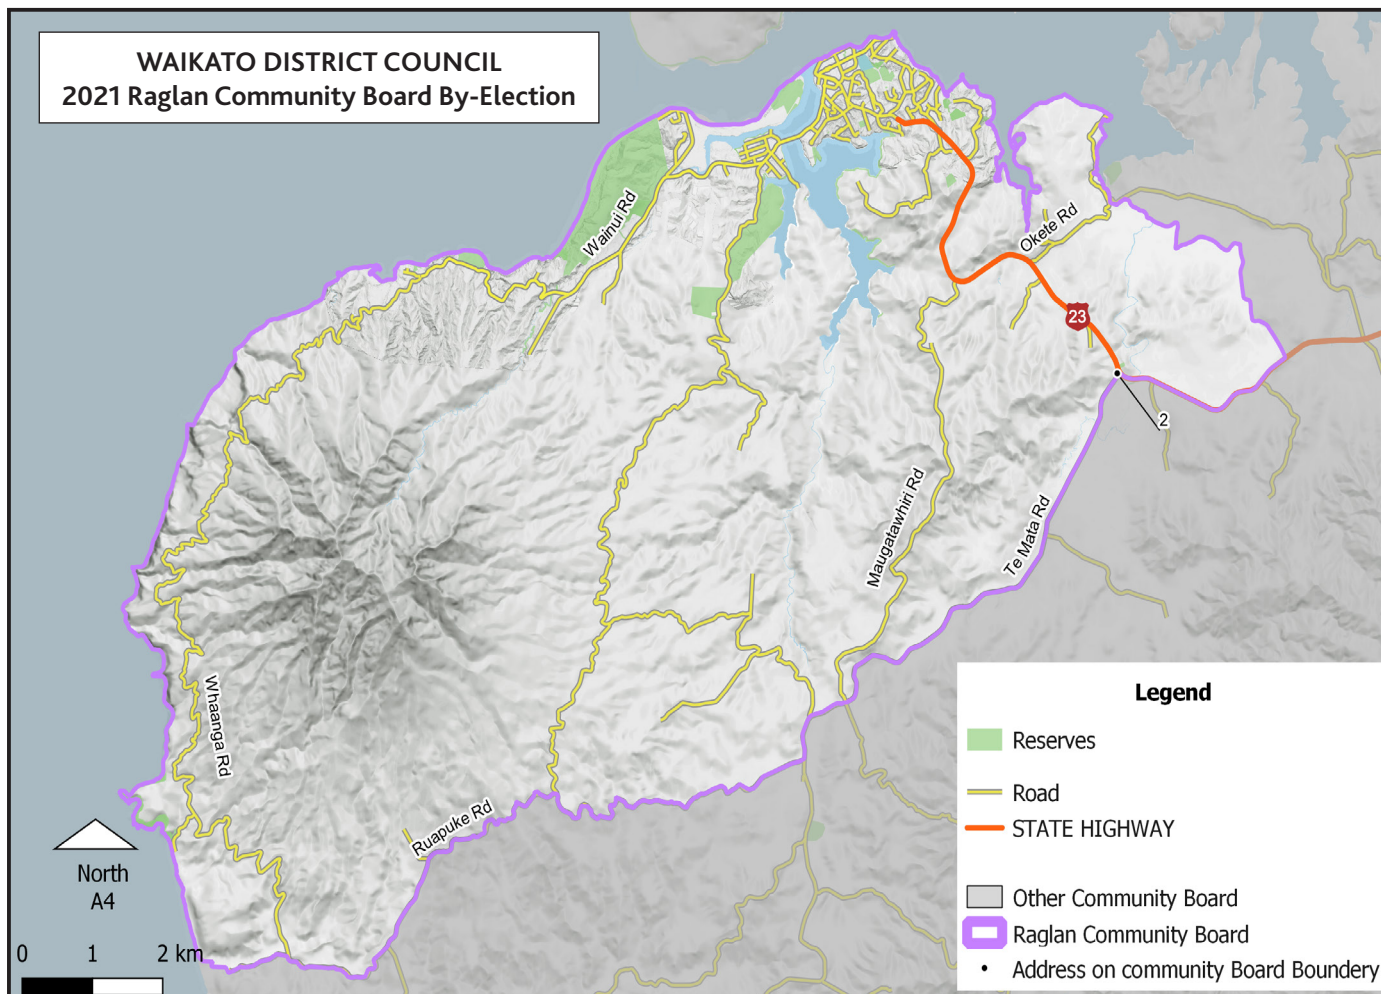 WAIKATO DISTRICT COUNCIL
2021 Raglan Community Board By-Election
Wainui Rd
Okete Rd
23
2
Maugatawhiri Rd
Te Mata Rd
Whaanga Rd
Ruapuke Rd
North
A4
0 1 2 km
Legend
Reserves
Road
STATE HIGHWAY
Other Community Board
Raglan Community Board
Address on community Board Boundery